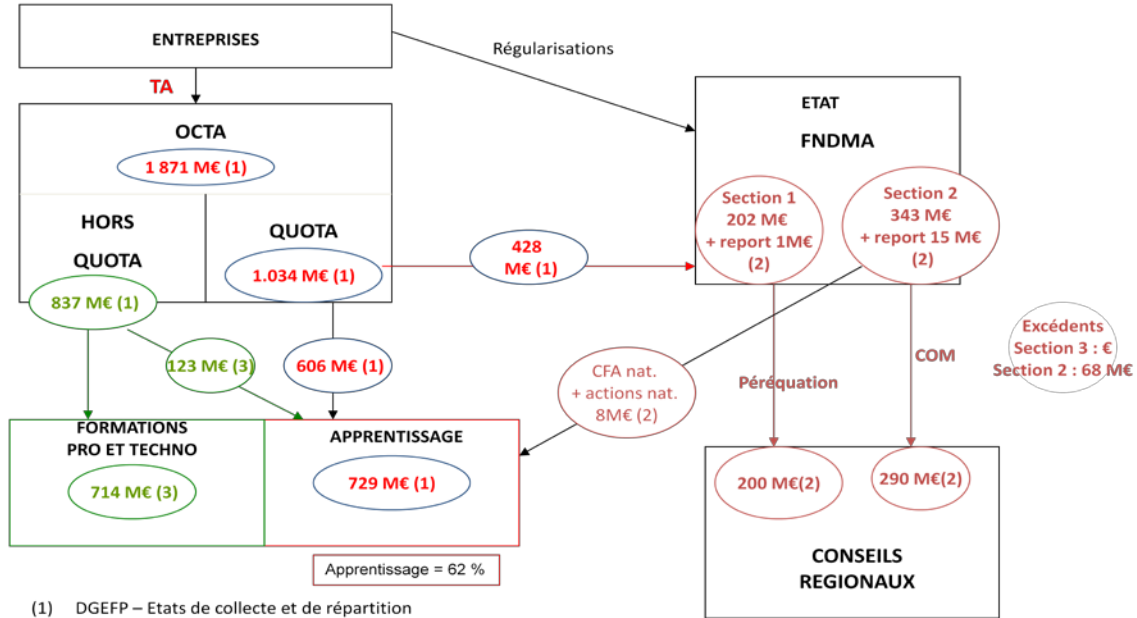 ENTREPRISES
Régularisations
TA
ETAT
FNDMA
OCTA
1 871 M€ (1)
HORS
QUOTA
837 M€ (1)
QUOTA
1.034 M€ (1)
428
M€ (1)
Section 1
202 M€
+ report 1M€
(2)
Section 2
343 M€
+ report 15 M€
(2)
123 M€ (3)
606 M€ (1)
CFA nat.
+ actions nat.
8M€ (2)
Péréquation
COM
Excédents
Section 3 : €
Section 2 : 68 M€
FORMATIONS
PRO ET TECHNO
714 M€ (3)
APPRENTISSAGE
729 M€ (1)
200 M€(2)
290 M€(2)
CONSEILS
REGIONAUX
Apprentissage = 62 %
(1) DGEFP – Etats de collecte et de répartition